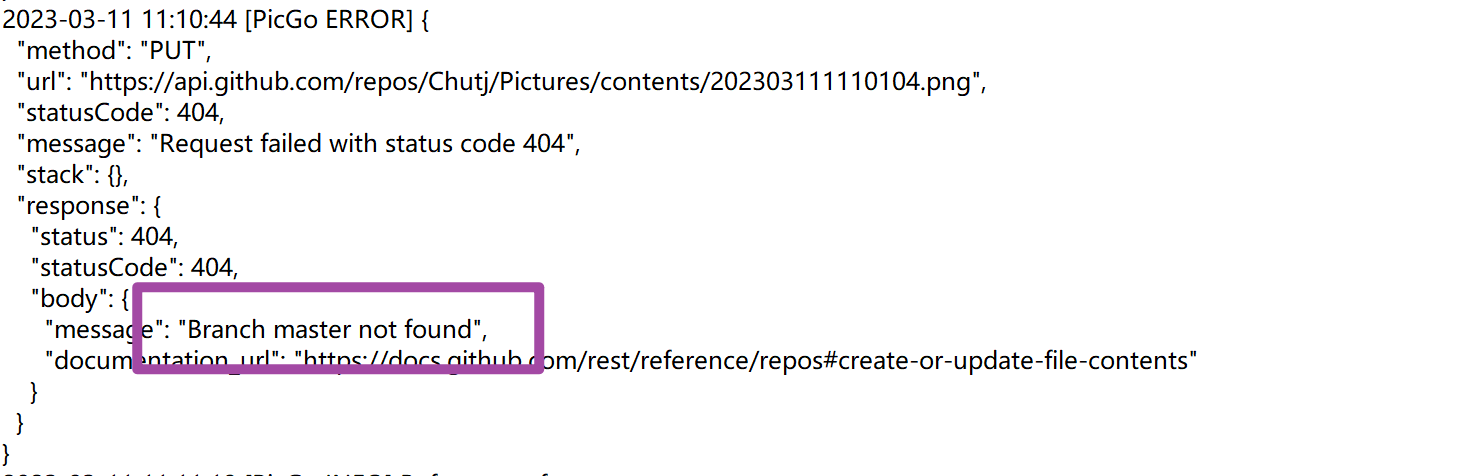 2023-03-11 11:10:44 [PicGo ERROR] {
"method": "PUT",
"url": "https://api.github.com/repos/Chutj/Pictures/contents/202303111110104.png",
"statusCode": 404,
"message": "Request failed with status code 404",
"stack": {},
"response": {
"status": 404,
"statusCode": 404,
"body": {
"message": "Branch master not found",
"documentation_url": "https://docs.github.com/rest/reference/repos#create-or-update-file-contents"
}
}
}